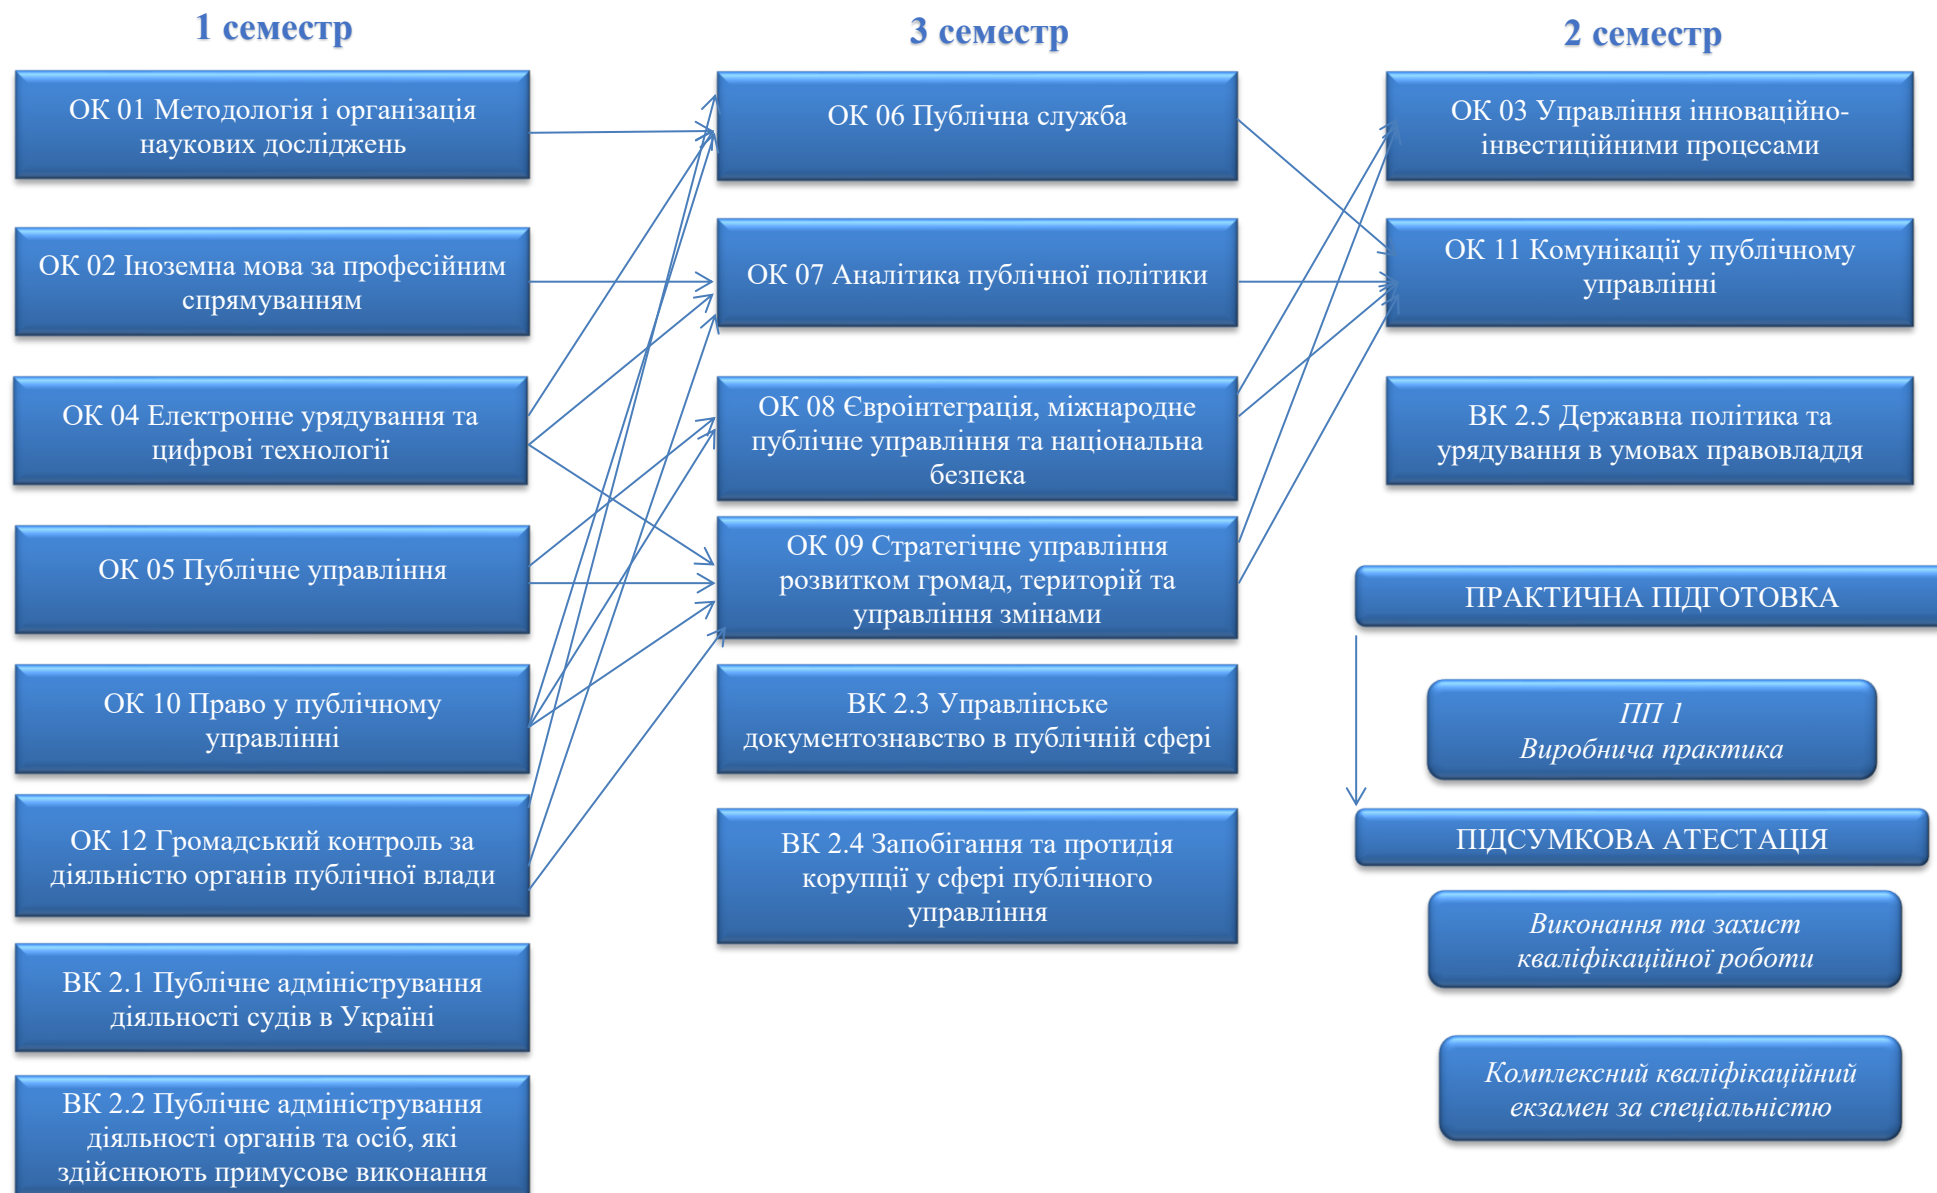 1 семестр
ОК 01 Методологія і організація
наукових досліджень
ОК 02 Іноземна мова за професійним
спрямуванням
ОК 04 Електронне урядування та
цифрові технології
ОК 05 Публічне управління
ОК 10 Право у публічному
управлінні
ОК 12 Громадський контроль за
діяльністю органів публічної влади
ВК 2.1 Публічне адміністрування
діяльності судів в Україні
ВК 2.2 Публічне адміністрування
діяльності органів та осіб, які
здійснюють примусове виконання
3 семестр
ОК 06 Публічна служба
ОК 07 Аналітика публічної політики
ОК 08 Євроінтеграція, міжнародне
публічне управління та національна
безпека
ОК 09 Стратегічне управління
розвитком громад, територій та
управління змінами
ВК 2.3 Управлінське
документознавство в публічній сфері
ВК 2.4 Запобігання та протидія
корупції у сфері публічного
управління
2 семестр
ОК 03 Управління інноваційно-
інвестиційними процесами
ОК 11 Комунікації у публічному
управлінні
ВК 2.5 Державна політика та
урядування в умовах правовладдя
ПРАКТИЧНА ПІДГОТОВКА
ПП 1
Виробнича практика
ПІДСУМКОВА АТЕСТАЦІЯ
Виконання та захист
кваліфікаційної роботи
Комплексний кваліфікаційний
екзамен за спеціальністю